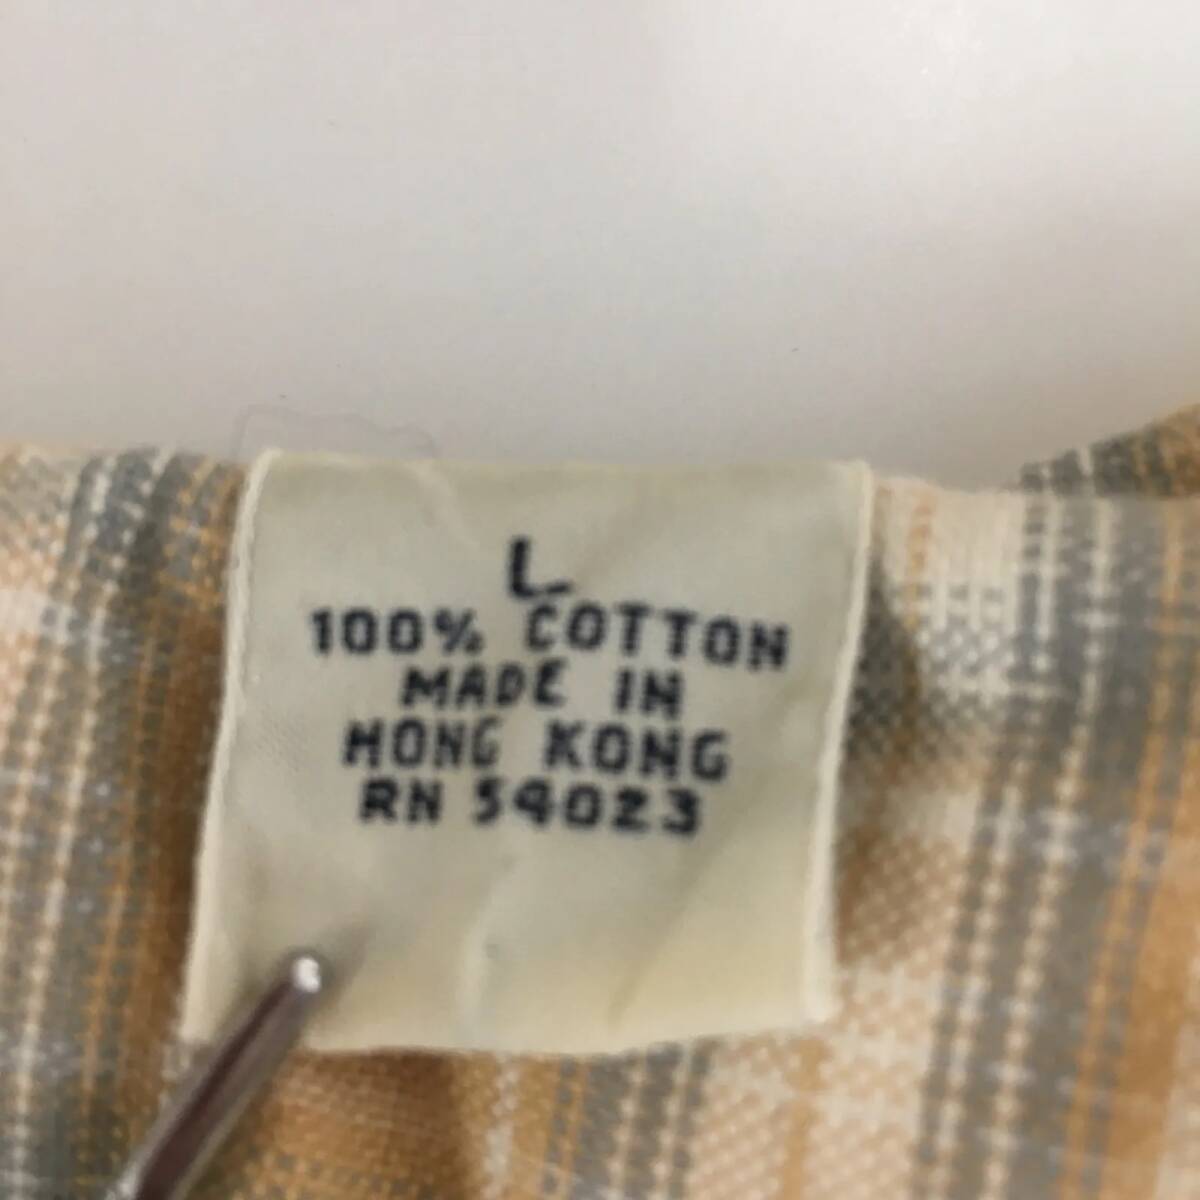 L
100% COTTON
MADE IN
HONG KONG
RN 54023